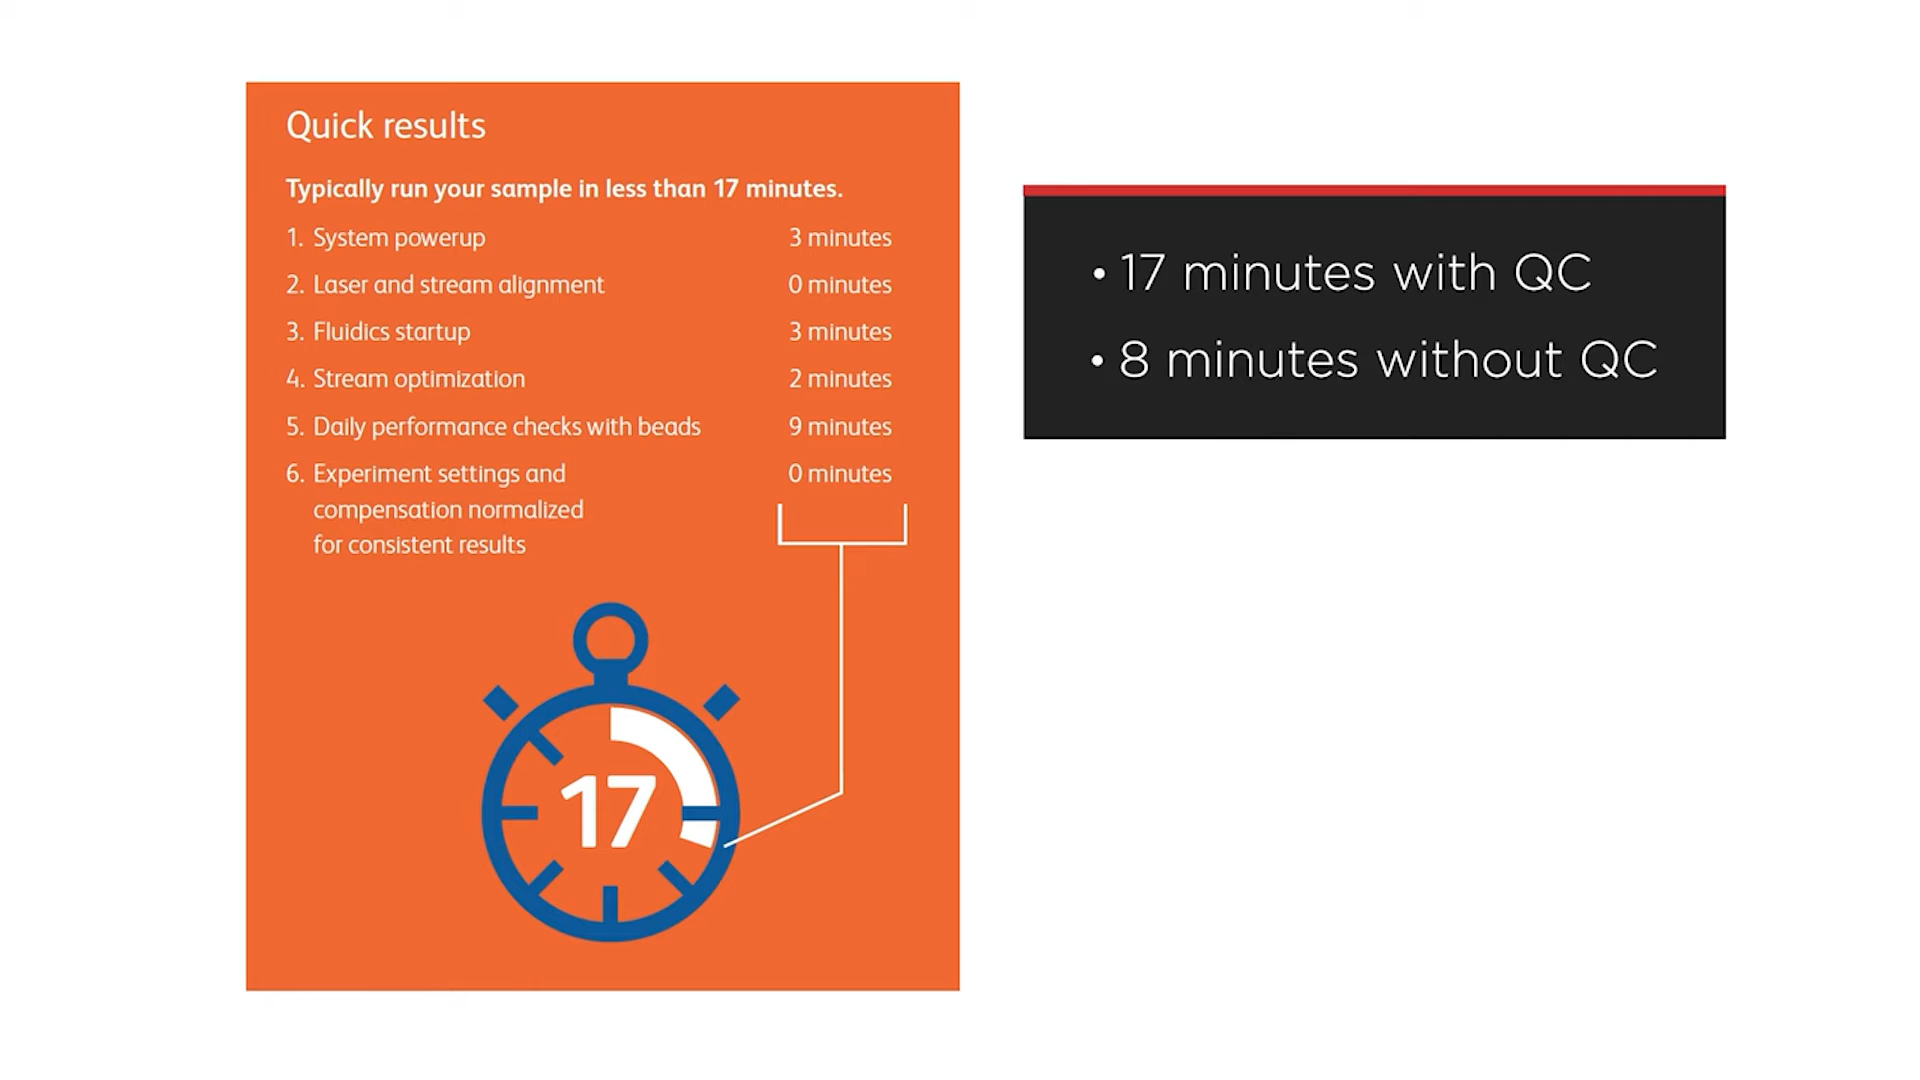 Quick results
Typically run your sample in less than 17 minutes.
1. System powerup 3 minutes
2. Laser and stream alignment 0 minutes
3. Fluidics startup 3 minutes
4. Stream optimization 2 minutes
5. Daily performance checks with beads 9 minutes
6. Experiment settings and 0 minutes
compensation normalized
for consistent results
17
• 17 minutes with QC
• 8 minutes without QC